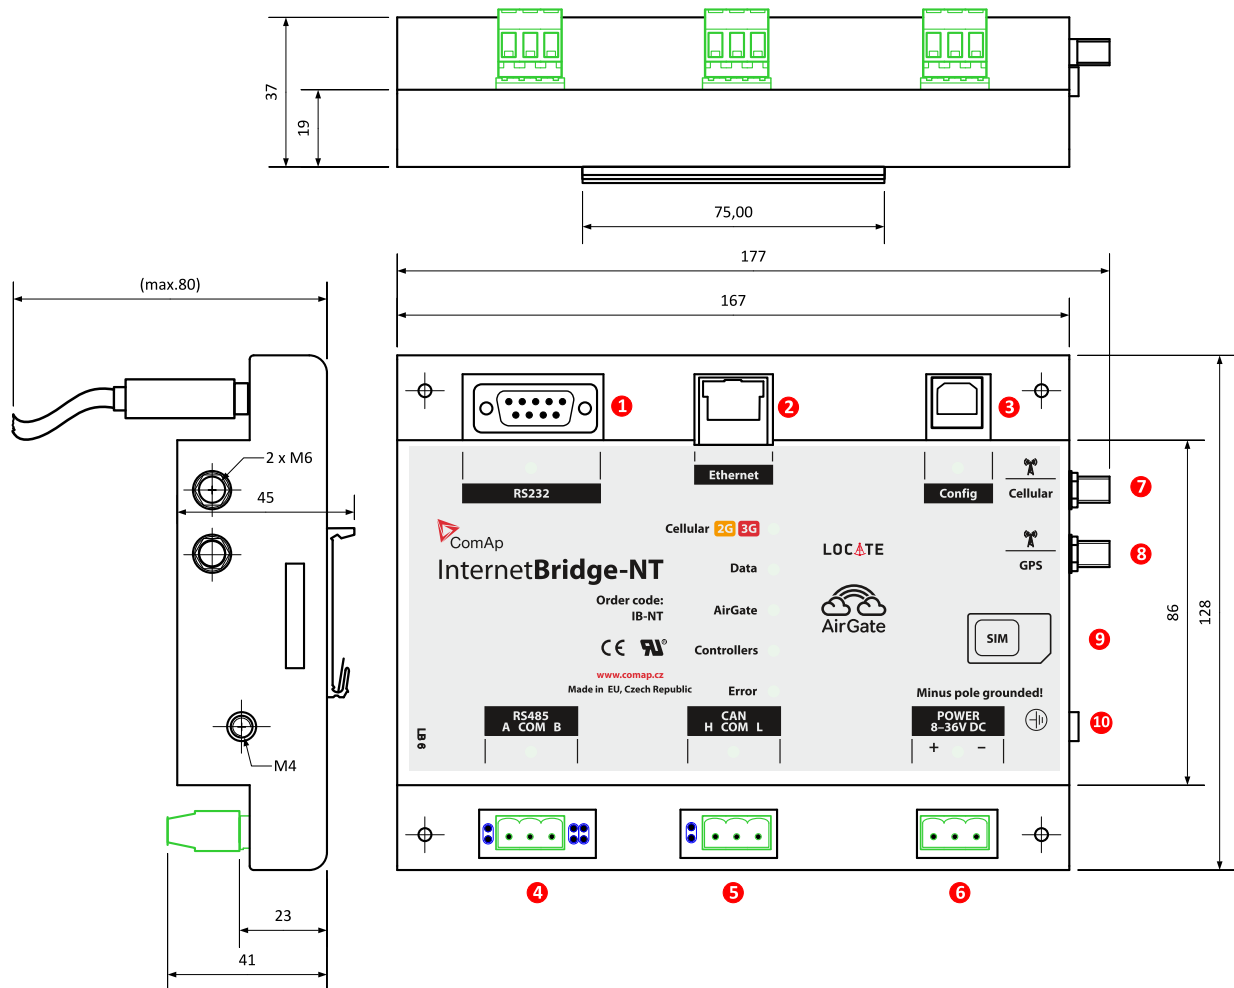 37
19
75,00
177
(max.80)
167
1
2
3
2 x M6
45
RS232
Ethernet
Config
Cellular
7
ComAp
InternetBridge-NT
Cellular 2G 3G
LOCATE
GPS
8
Data
Order code:
IB-NT
AirGate
AirGate
86
128
SIM
9
Controllers
www.comap.cz
Made in EU, Czech Republic
Error
Minus pole grounded!
RS485
A COM B
CAN
H COM L
POWER
8–36V DC
+ −
10
LB 6
M4
4
5
6
23
41